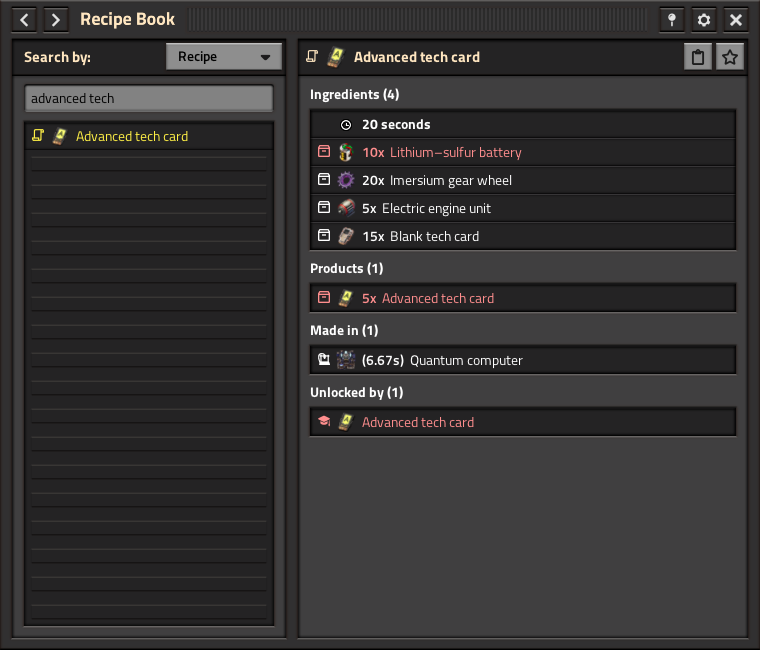 Recipe Book
Search by:
Recipe
advanced tech
Advanced tech card
Advanced tech card
Ingredients (4)
20 seconds
10x Lithium–sulfur battery
20x Imersium gear wheel
5x Electric engine unit
15x Blank tech card
Products (1)
5x Advanced tech card
Made in (1)
(6.67s) Quantum computer
Unlocked by (1)
Advanced tech card